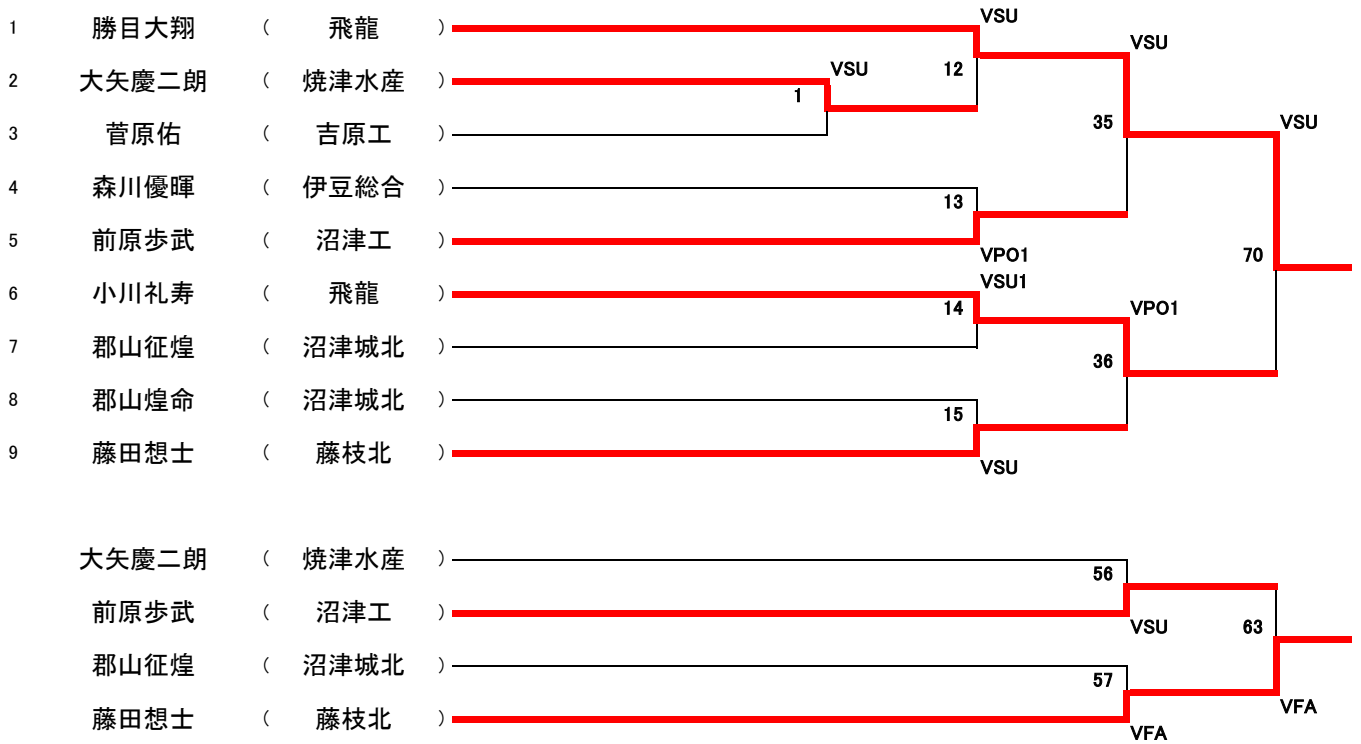 VSU
1 勝目大翔 ( 飛龍 )
VSU
VSU
12
2 大矢慶二朗 ( 焼津水産 )
1
35
VSU
3 菅原佑 ( 吉原工 )
4 森川優暉 ( 伊豆総合 )
13
5 前原歩武 ( 沼津工 )
VPO1
70
VSU1
6 小川礼寿 ( 飛龍 )
14
VPO1
7 郡山征煌 ( 沼津城北 )
36
8 郡山煌命 ( 沼津城北 )
15
9 藤田想士 ( 藤枝北 )
VSU
大矢慶二朗 ( 焼津水産 )
56
前原歩武 ( 沼津工 )
VSU
63
郡山征煌 ( 沼津城北 )
57
VFA
藤田想士 ( 藤枝北 )
VFA